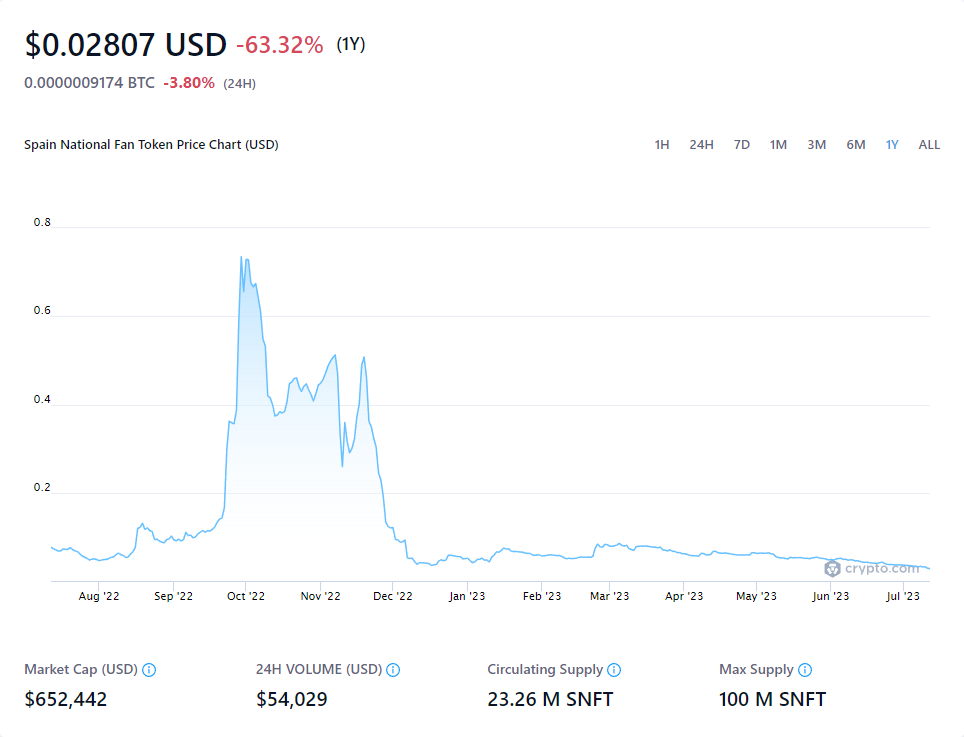 $0.02807 USD -63.32% (1Y)
0.0000009174 BTC -3.80% (24H)
Spain National Fan Token Price Chart (USD)
1H 24H 7D 1M 3M 6M 1Y ALL
0.8
0.6
0.4
0.2
crypto.com
Aug '22 Sep '22 Oct '22 Nov '22 Dec '22 Jan '23 Feb '23 Mar '23 Apr '23 May '23 Jun '23 Jul '23
Market Cap (USD) 24H VOLUME (USD) Circulating Supply Max Supply
$652,442 $54,029 23.26 M SNFT 100 M SNFT